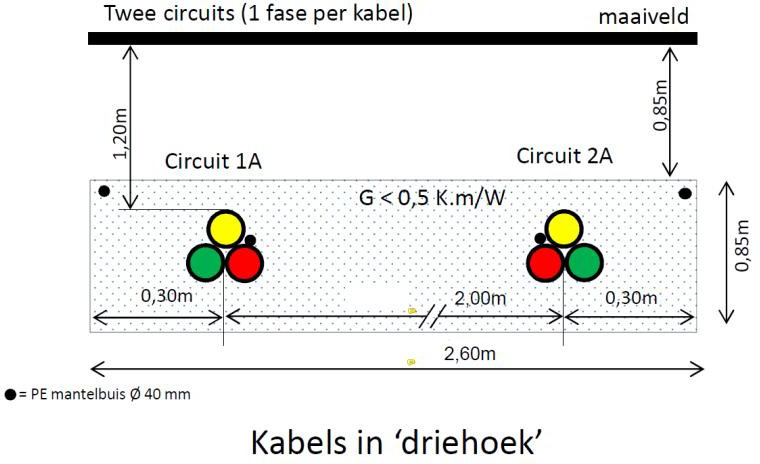 Twee circuits (1 fase per kabel)
maaiveld
1,20m
0,85m
Circuit 1A
Circuit 2A
G < 0,5 K.m/W
0,85m
0,30m
2,00m
0,30m
2,60m
= PE mantelbuis Ø 40 mm
Kabels in ‘driehoek’